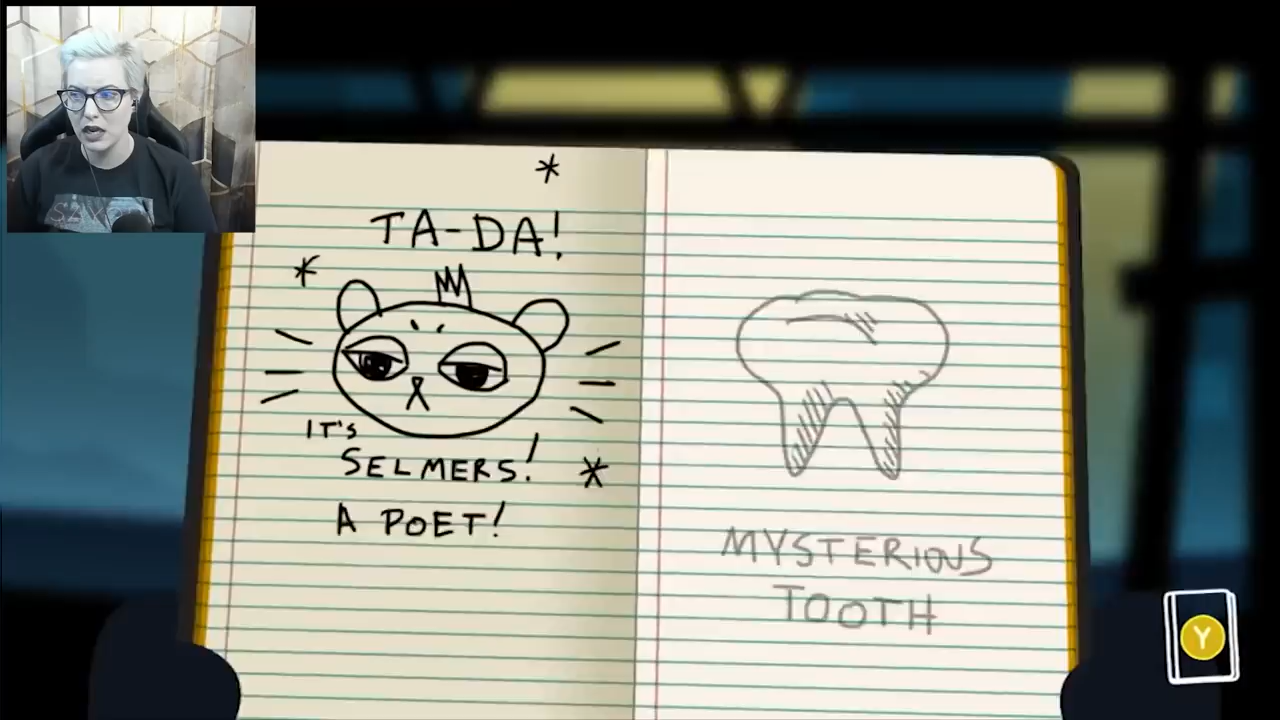 TA-DA!
IT'S
SELMERS!
A POET!
MYSTERIOUS
TOOTH
Y